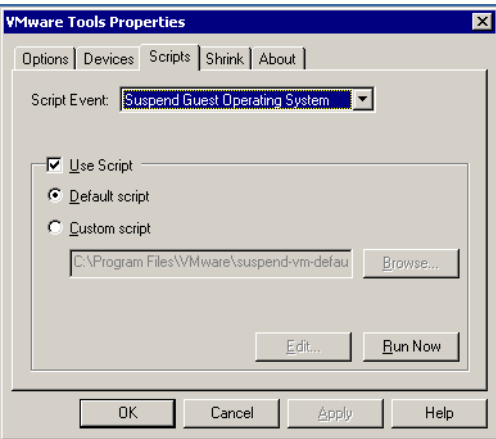 VMware Tools Properties
Options Devices Scripts Shrink About
Script Event: Suspend Guest Operating System
Use Script
Default script
Custom script
C:\Program Files\VMware\suspend-vm-defau Browse...
Edit... Run Now
OK Cancel Apply Help